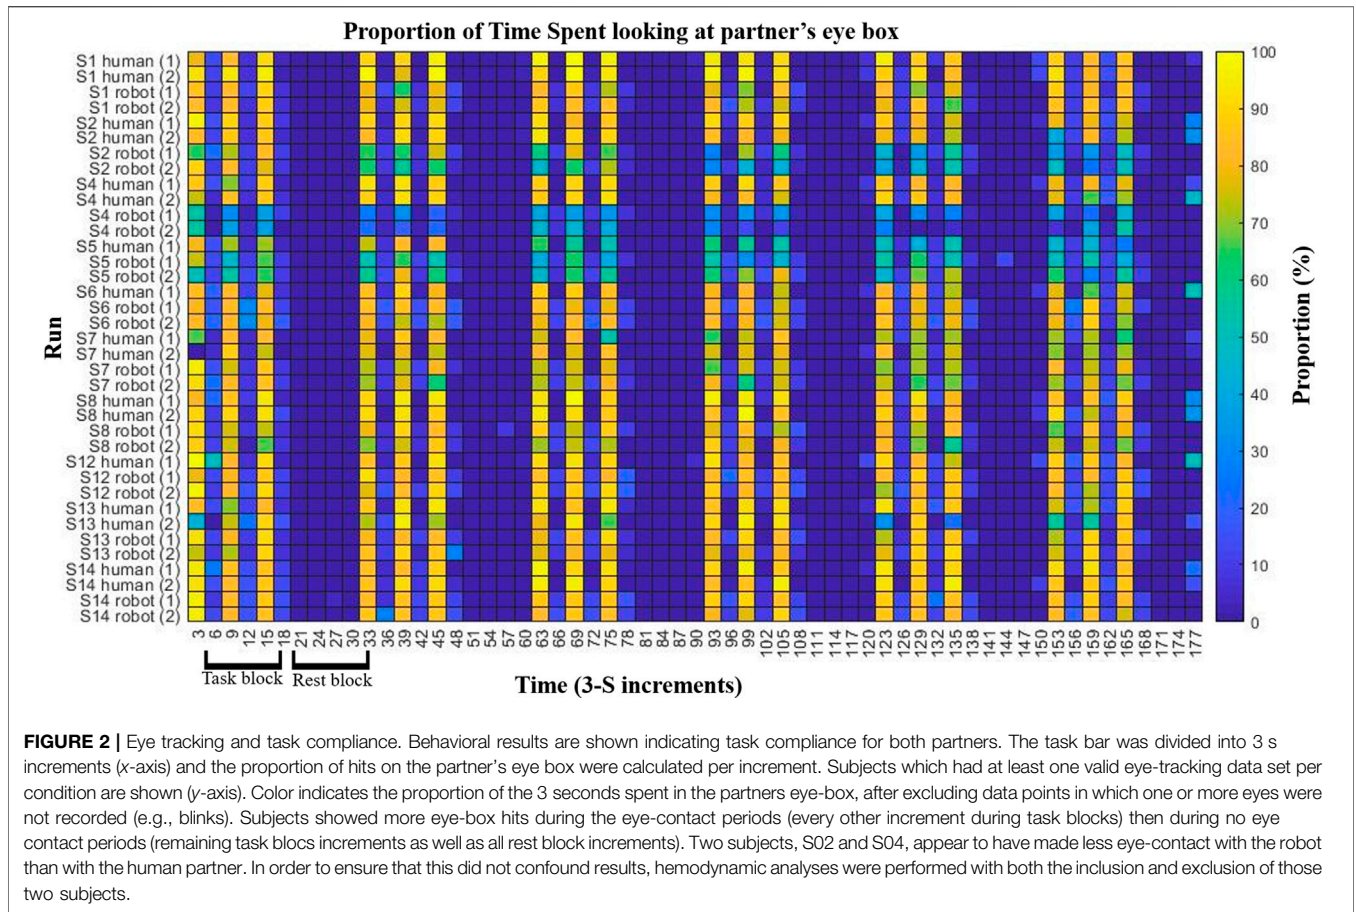 Proportion of Time Spent looking at partner's eye box
S1 human (1)
S1 human (2)
S1 robot (1)
S1 robot (2)
S2 human (1)
S2 human (2)
S2 robot (1)
S2 robot (2)
S4 human (1)
S4 human (2)
S4 robot (1)
S4 robot (2)
S5 human (1)
S5 robot (1)
S5 robot (2)
S6 human (1)
S6 robot (1)
S6 robot (2)
S7 human (1)
S7 human (2)
S7 robot (1)
S7 robot (2)
S8 human (1)
S8 human (2)
S8 robot (1)
S8 robot (2)
S12 human (1)
S12 robot (1)
S12 robot (2)
S13 human (1)
S13 human (2)
S13 robot (1)
S13 robot (2)
S14 human (1)
S14 human (2)
S14 robot (1)
S14 robot (2)
Run
3 6 9 12 15 18 21 24 27 30 33 36 39 42 45 48 51 54 57 60 63 66 69 72 75 78 81 84 87 90 93 96 99 102 105 108 111 114 117 120 123 126 129 132 135 138 141 144 147 150 153 156 159 162 165 168 171 174 177
Task block Rest block
Time (3-S increments)
100
90
80
70
60
50
40
30
20
10
0
Proportion (%)
FIGURE 2 | Eye tracking and task compliance. Behavioral results are shown indicating task compliance for both partners. The task bar was divided into 3 s
increments (x-axis) and the proportion of hits on the partner's eye box were calculated per increment. Subjects which had at least one valid eye-tracking data set per
condition are shown (y-axis). Color indicates the proportion of the 3 seconds spent in the partners eye-box, after excluding data points in which one or more eyes were
not recorded (e.g., blinks). Subjects showed more eye-box hits during the eye-contact periods (every other increment during task blocks) then during no eye
contact periods (remaining task blocs increments as well as all rest block increments). Two subjects, S02 and S04, appear to have made less eye-contact with the robot
than with the human partner. In order to ensure that this did not confound results, hemodynamic analyses were performed with both the inclusion and exclusion of those
two subjects.